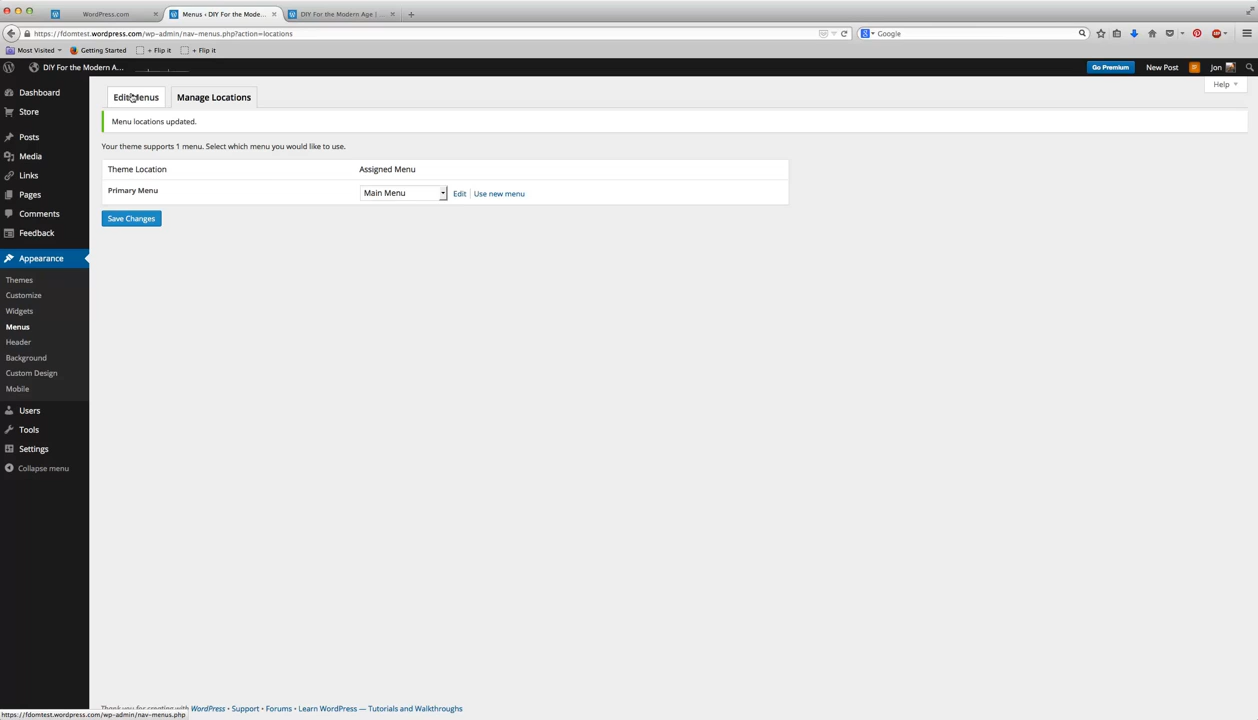 WordPress.com
Menus ‹ DIY For the Mode...
DIY For the Modern Age | ...
https://fdomtest.wordpress.com/wp-admin/nav-menus.php?action=locations
Google
Most Visited
Getting Started
+ Flip it
+ Flip it
DIY For the Modern A...
Go Premium
New Post
Jon
Help
Dashboard
Store
Posts
Media
Links
Pages
Comments
Feedback
Appearance
Themes
Customize
Widgets
Menus
Header
Background
Custom Design
Mobile
Users
Tools
Settings
Collapse menu
Edit Menus
Manage Locations
Menu locations updated.
Your theme supports 1 menu. Select which menu you would like to use.
Theme Location
Assigned Menu
Primary Menu
Main Menu
Edit | Use new menu
Save Changes
Thank you for creating with WordPress • Support • Forums • Learn WordPress — Tutorials and Walkthroughs
https://fdomtest.wordpress.com/wp-admin/nav-menus.php